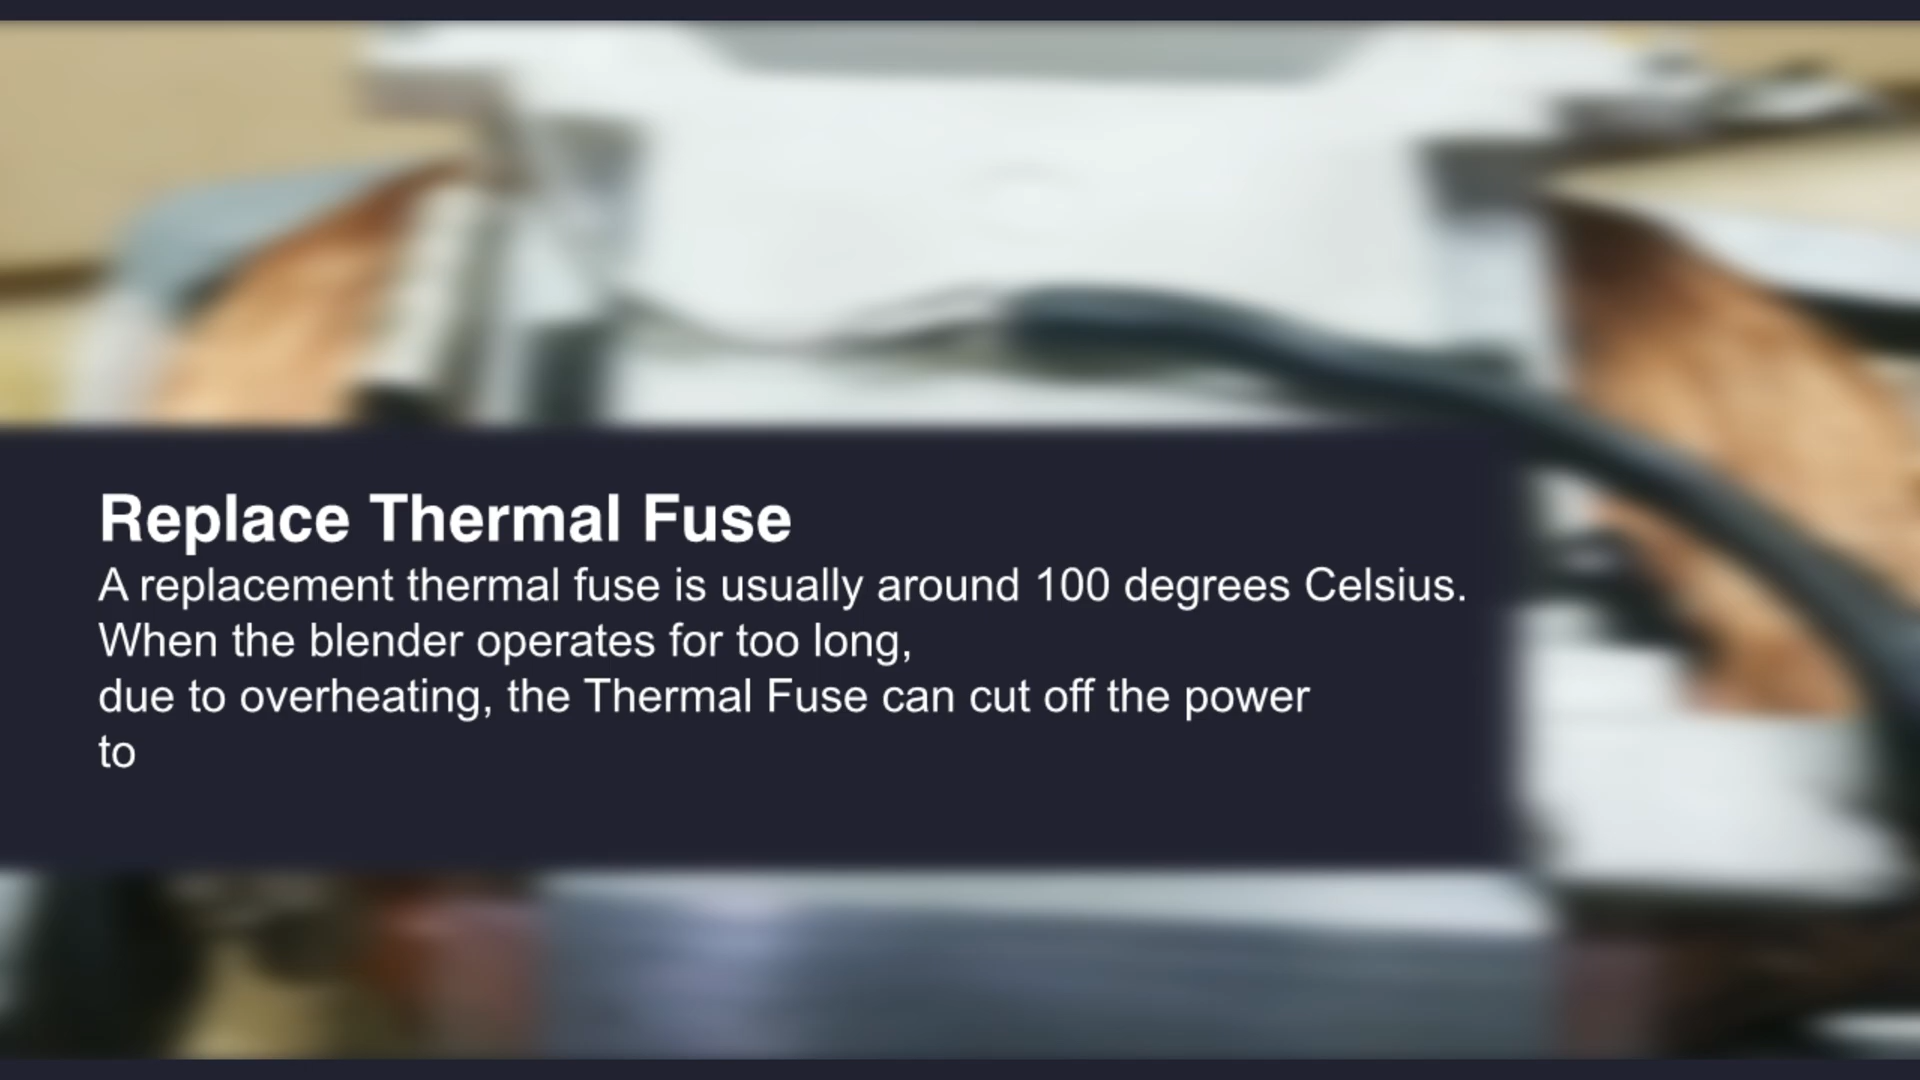 Replace Thermal Fuse
A replacement thermal fuse is usually around 100 degrees Celsius.
When the blender operates for too long,
due to overheating, the Thermal Fuse can cut off the power
to